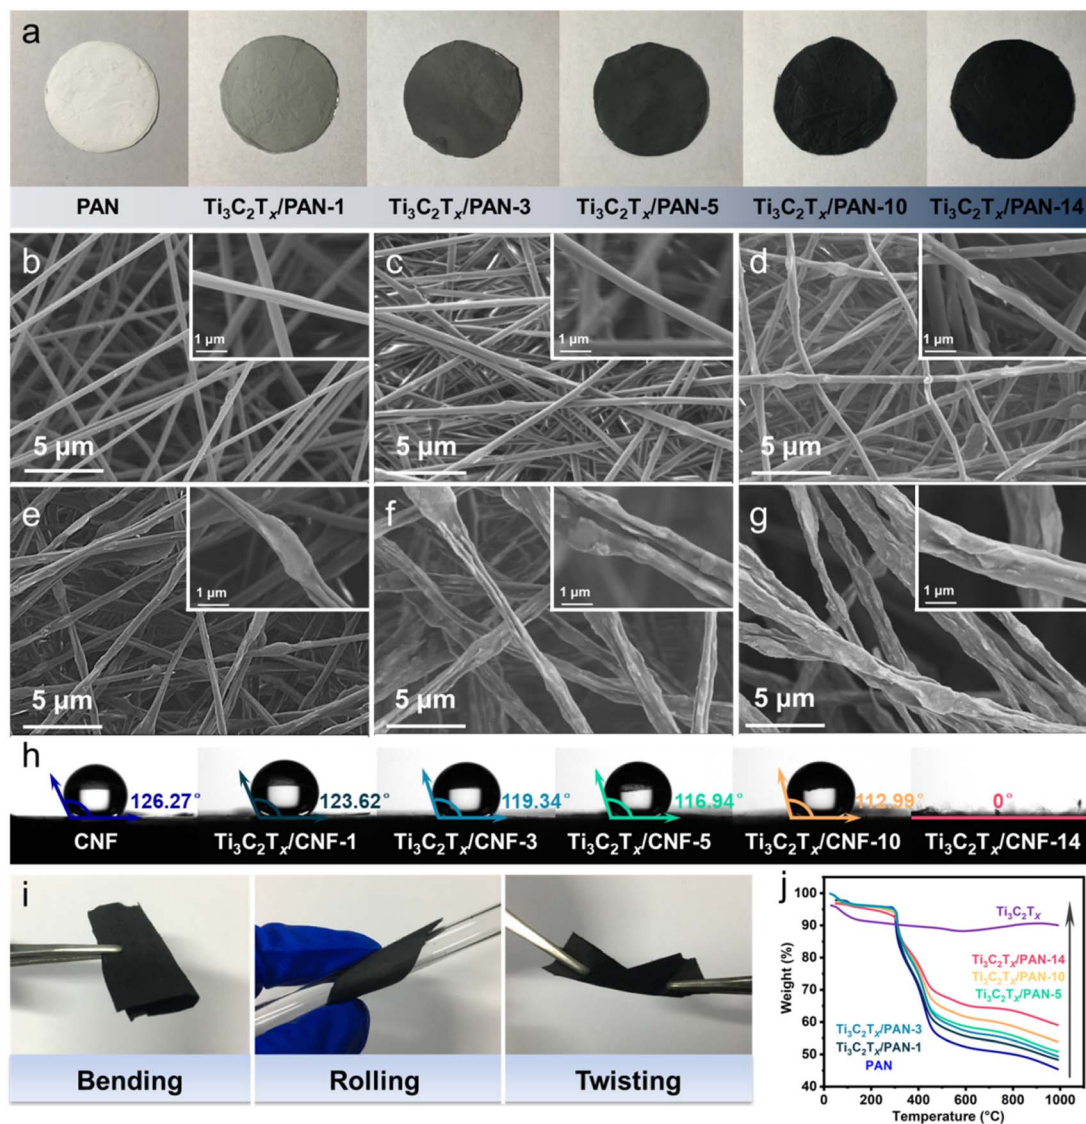 a
PAN
Ti₃C₂Tₓ/PAN-1
Ti₃C₂Tₓ/PAN-3
Ti₃C₂Tₓ/PAN-5
Ti₃C₂Tₓ/PAN-10
Ti₃C₂Tₓ/PAN-14
b
1 μm
5 μm
c
1 μm
5 μm
d
1 μm
5 μm
e
1 μm
5 μm
f
1 μm
5 μm
g
1 μm
5 μm
h
126.27°
CNF
123.62°
Ti₃C₂Tₓ/CNF-1
119.34°
Ti₃C₂Tₓ/CNF-3
116.94°
Ti₃C₂Tₓ/CNF-5
112.99°
Ti₃C₂Tₓ/CNF-10
0°
Ti₃C₂Tₓ/CNF-14
i
Bending
Rolling
Twisting
j
Weight (%)
100
90
80
70
60
50
40
Ti₃C₂Tₓ
Ti₃C₂Tₓ/PAN-14
Ti₃C₂Tₓ/PAN-10
Ti₃C₂Tₓ/PAN-5
Ti₃C₂Tₓ/PAN-3
Ti₃C₂Tₓ/PAN-1
PAN
0 200 400 600 800 1000
Temperature (°C)